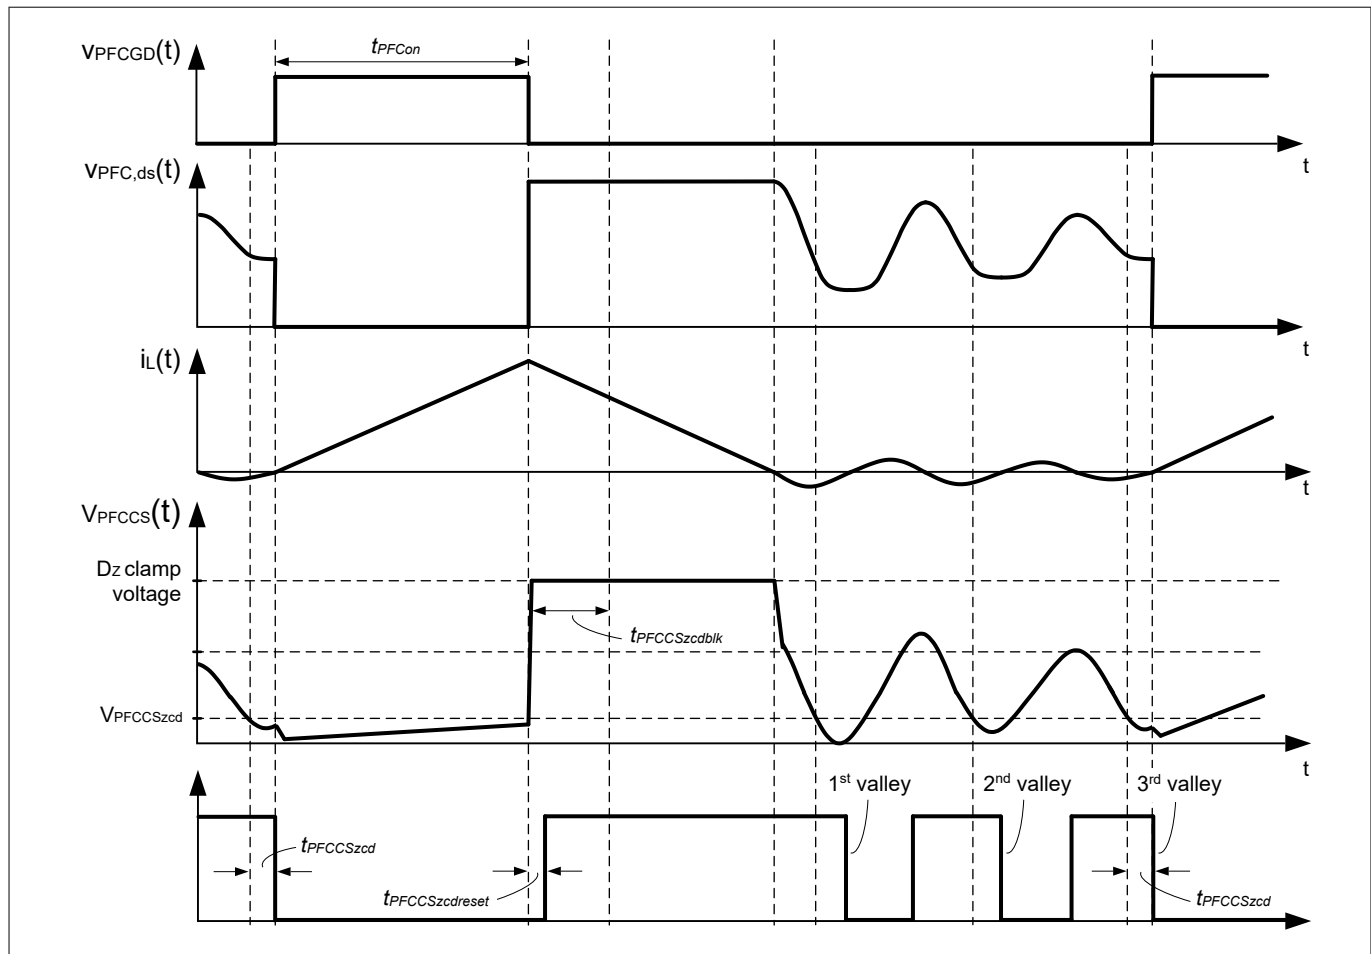 vPFCGD(t)
tPFCon
t
vPFC,ds(t)
t
iL(t)
t
VPFCCS(t)
Dz clamp
voltage
tPFCCSzcdblk
VPFCCSzcd
t
1st valley
2nd valley
3rd valley
tPFCCSzcd
tPFCCSzcdreset
tPFCCSzcd